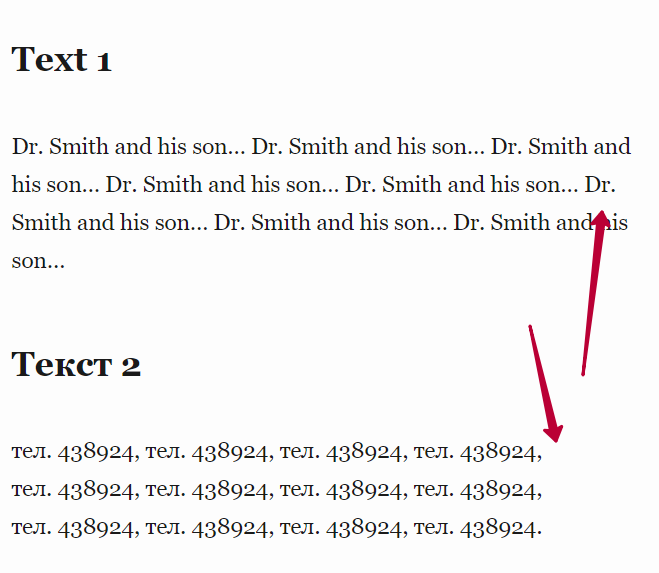 Text 1
Dr. Smith and his son... Dr. Smith and his son... Dr. Smith and
his son... Dr. Smith and his son... Dr. Smith and his son... Dr.
Smith and his son... Dr. Smith and his son... Dr. Smith and his
son...
Текст 2
тел. 438924, тел. 438924, тел. 438924, тел. 438924,
тел. 438924, тел. 438924, тел. 438924, тел. 438924,
тел. 438924, тел. 438924, тел. 438924, тел. 438924.